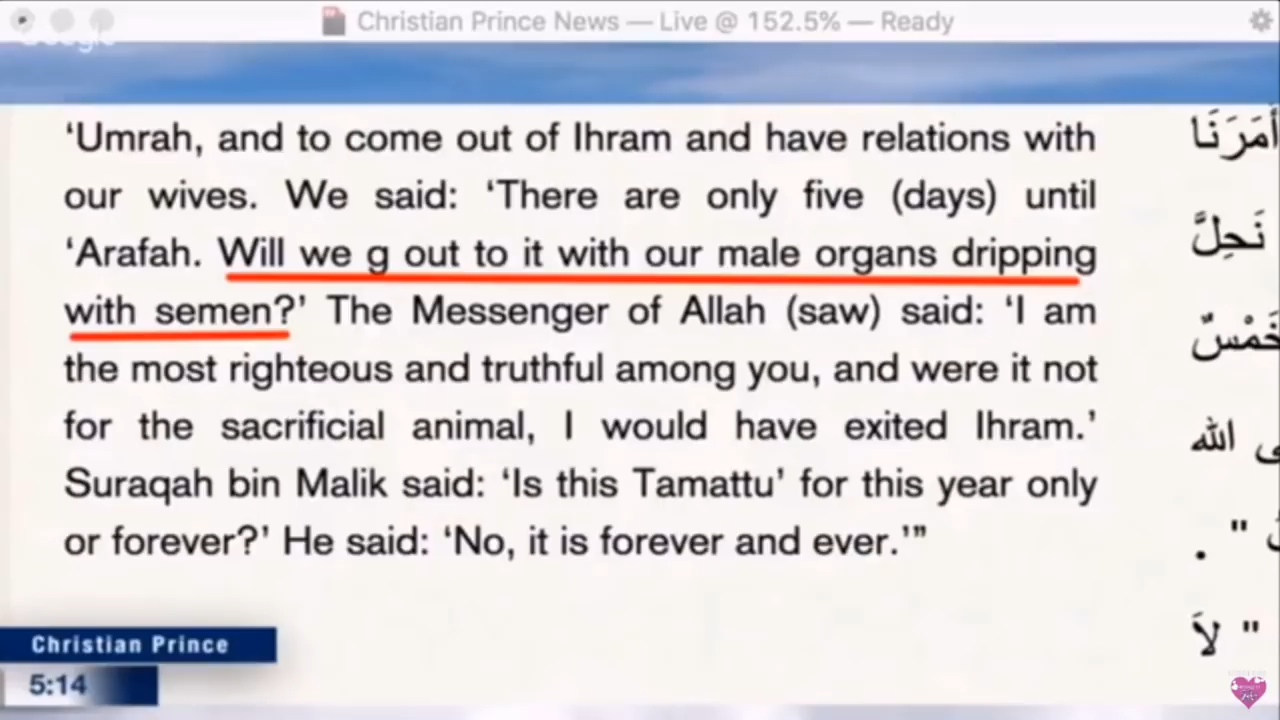 Christian Prince News — Live @ 152.5% — Ready
Google
‘Umrah, and to come out of Ihram and have relations with
our wives. We said: ‘There are only five (days) until
‘Arafah. Will we g out to it with our male organs dripping
with semen?’ The Messenger of Allah (saw) said: ‘I am
the most righteous and truthful among you, and were it not
for the sacrificial animal, I would have exited Ihram.’
Suraqah bin Malik said: ‘Is this Tamattu’ for this year only
or forever?’ He said: ‘No, it is forever and ever.’”
أَمَرَنَا
نَحِلَّ
خَمْسٌ
الله
" .
" لاَ
Christian Prince
5:14